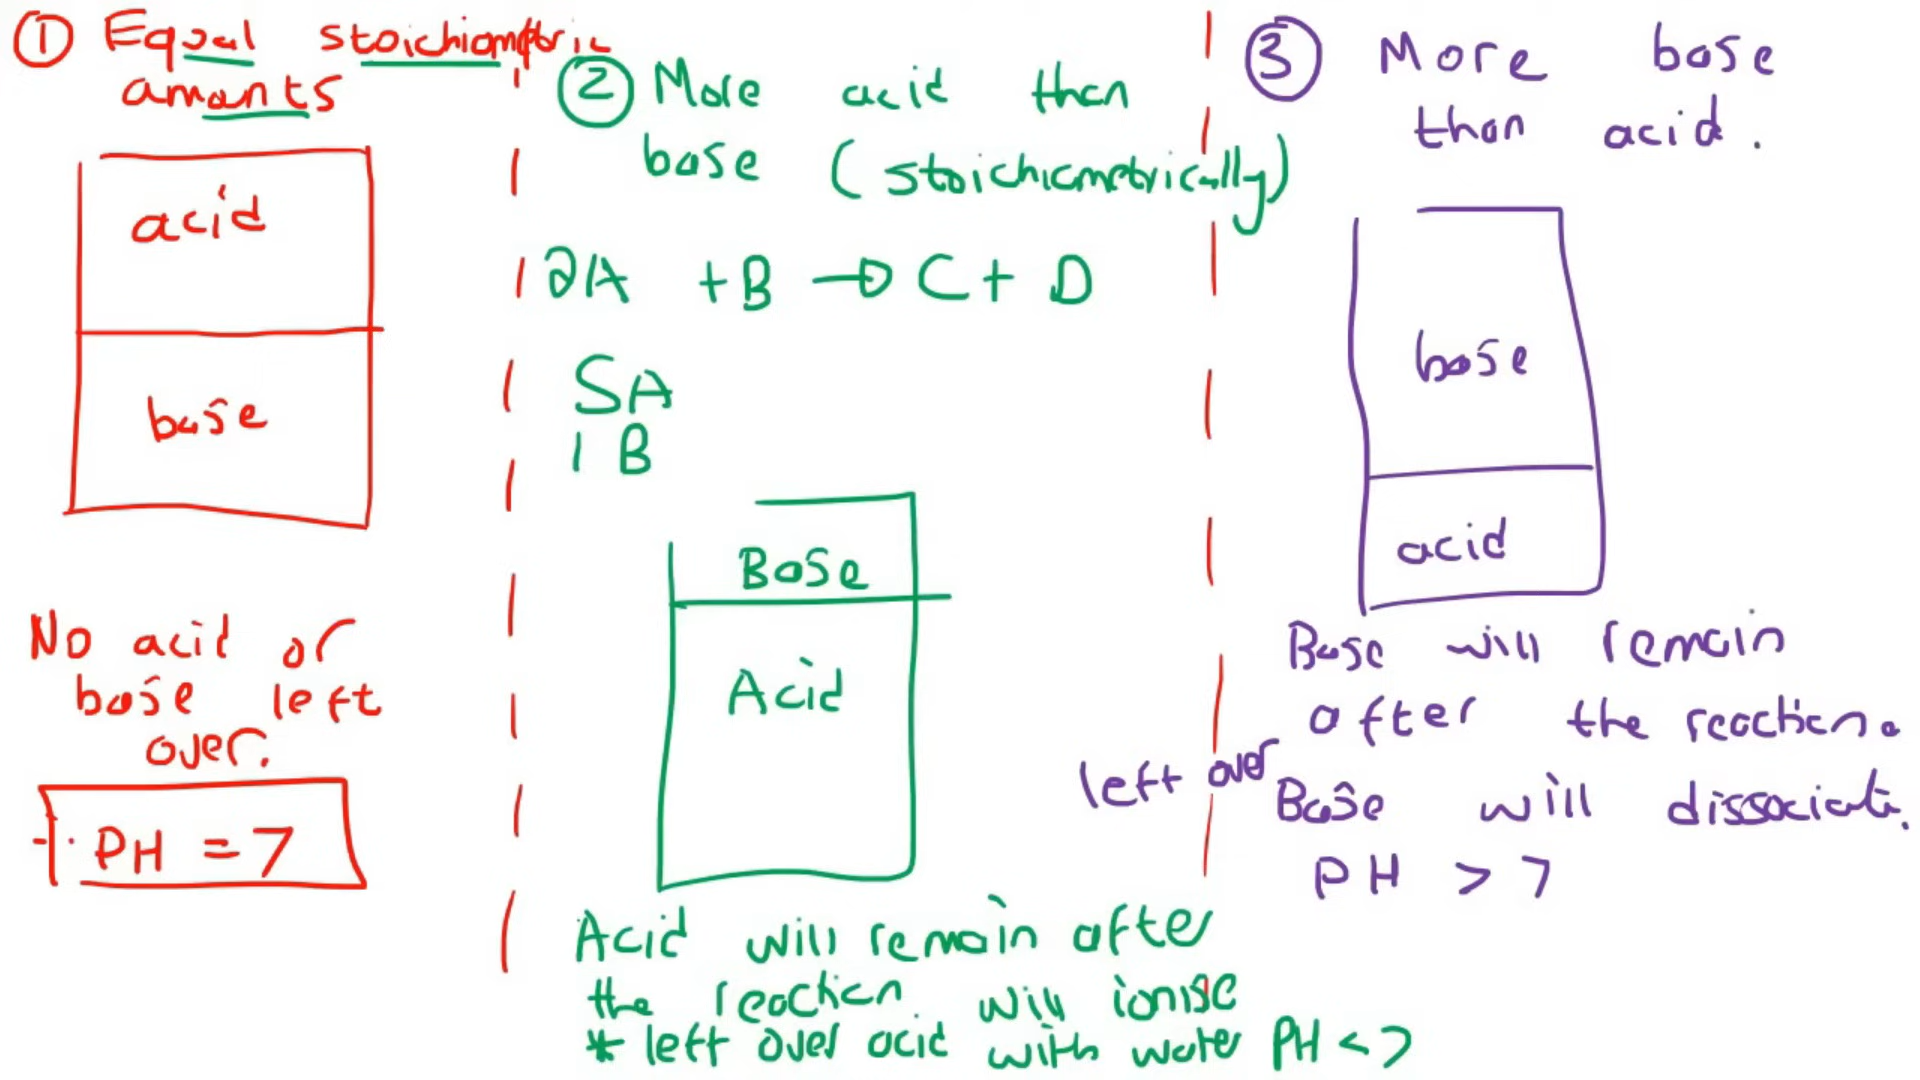 ① Equal stoichiometric
amounts
acid
base
No acid or
base left
over.
PH = 7
② More acid than
base (stoichiometrically)
2A + B → C + D
5A
1 B
Base
Acid
Acid will remain after
the reaction will ionise
* left over acid with water PH < 7
③ More base
than acid.
base
acid
Base will remain
after the reaction.
left over Base will dissociate.
PH > 7